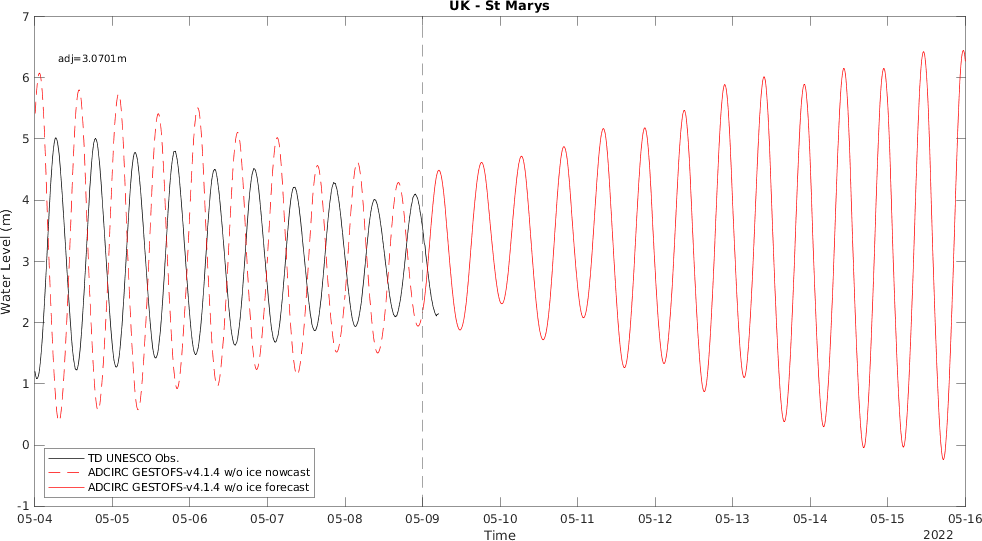 UK - St Marys
7
adj=3.0701m
6
5
4
3
2
1
0
-1
Water Level (m)
TD UNESCO Obs.
ADCIRC GESTOFS-v4.1.4 w/o ice nowcast
ADCIRC GESTOFS-v4.1.4 w/o ice forecast
05-04 05-05 05-06 05-07 05-08 05-09 05-10 05-11 05-12 05-13 05-14 05-15 05-16
Time
2022